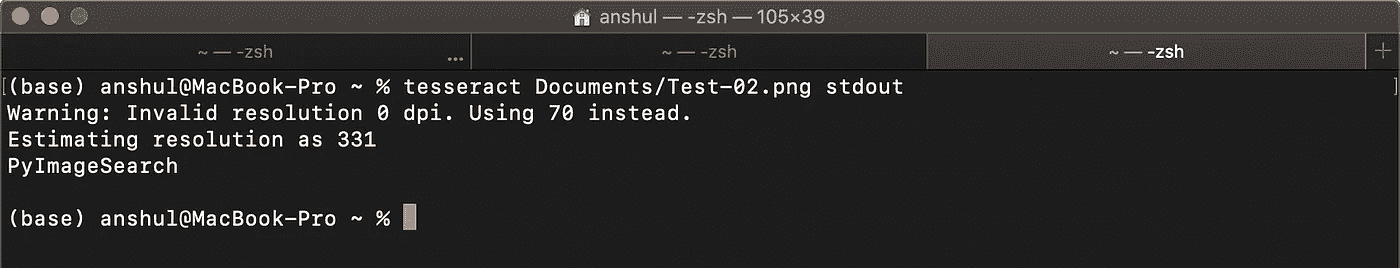 anshul — -zsh — 105×39
~ — -zsh ... ~ — -zsh ~ — -zsh +
[(base) anshul@MacBook-Pro ~ % tesseract Documents/Test-02.png stdout ]
Warning: Invalid resolution 0 dpi. Using 70 instead.
Estimating resolution as 331
PyImageSearch
(base) anshul@MacBook-Pro ~ %